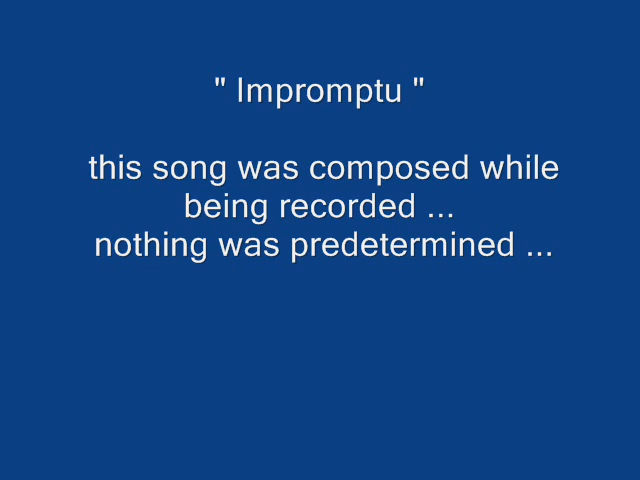 " Impromptu "
this song was composed while
being recorded ...
nothing was predetermined ...